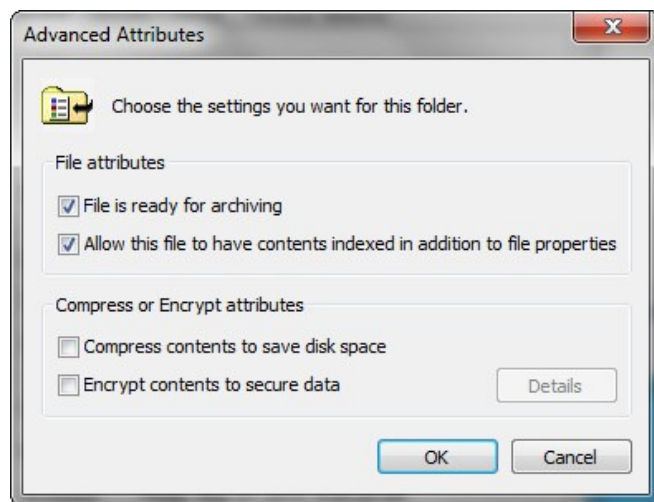 Advanced Attributes
Choose the settings you want for this folder.
File attributes
File is ready for archiving
Allow this file to have contents indexed in addition to file properties
Compress or Encrypt attributes
Compress contents to save disk space
Encrypt contents to secure data
Details
OK
Cancel